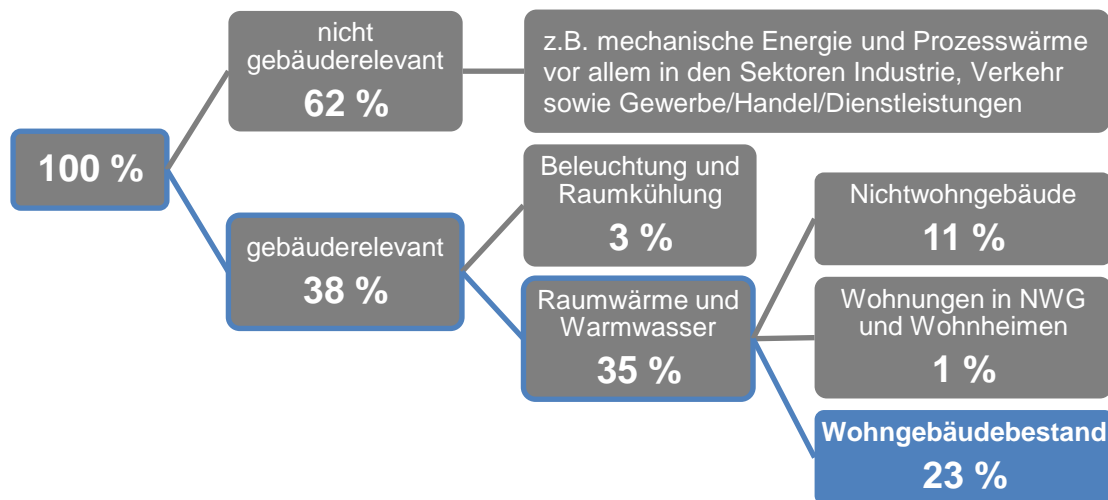 nicht
gebäuderelevant
62 %
z.B. mechanische Energie und Prozesswärme
vor allem in den Sektoren Industrie, Verkehr
sowie Gewerbe/Handel/Dienstleistungen
100 %
gebäuderelevant
38 %
Beleuchtung und
Raumkühlung
3 %
Raumwärme und
Warmwasser
35 %
Nichtwohngebäude
11 %
Wohnungen in NWG
und Wohnheimen
1 %
Wohngebäudebestand
23 %